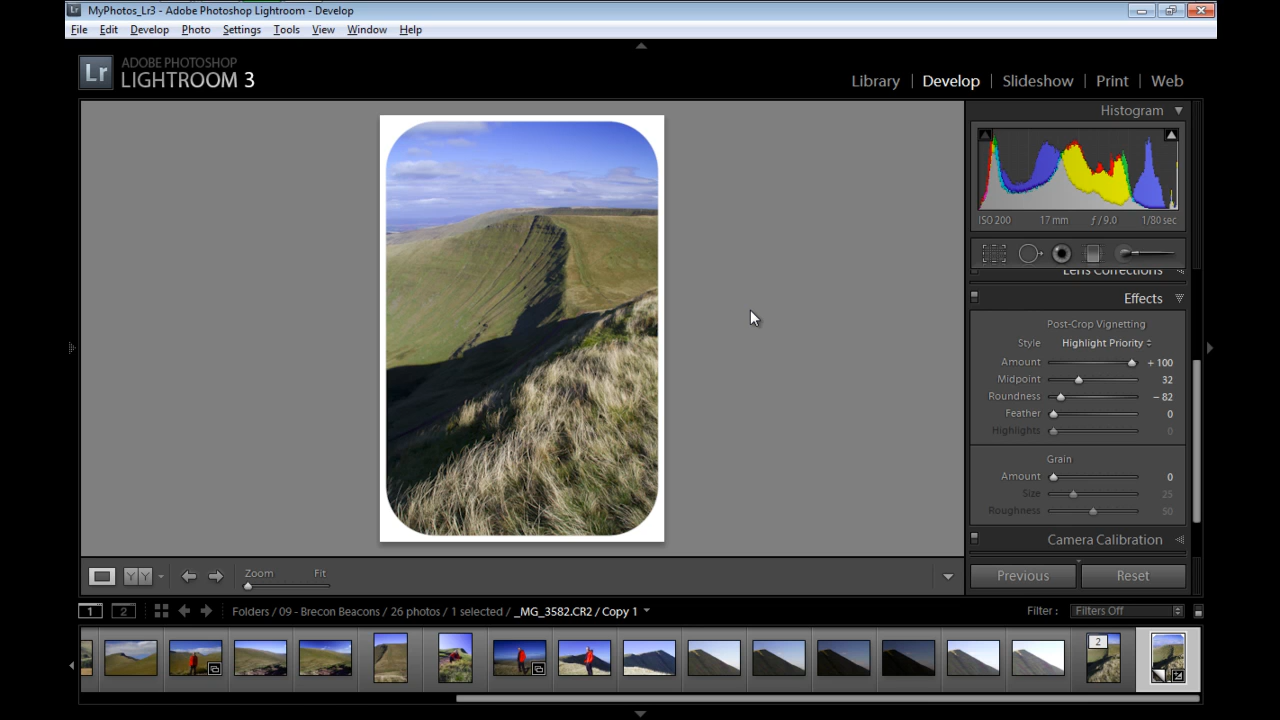 MyPhotos_Lr3 - Adobe Photoshop Lightroom - Develop
File Edit Develop Photo Settings Tools View Window Help
Lr ADOBE PHOTOSHOP
LIGHTROOM 3
Library | Develop | Slideshow | Print | Web
Histogram
ISO 200 17 mm ƒ / 9.0 1/80 sec
Lens Corrections
Effects
Post-Crop Vignetting
Style Highlight Priority
Amount + 100
Midpoint 32
Roundness − 82
Feather 0
Highlights 0
Grain
Amount 0
Size 25
Roughness 50
Camera Calibration
Y Y Zoom Fit
Previous Reset
1 2 Folders / 09 - Brecon Beacons / 26 photos / 1 selected / _MG_3582.CR2 / Copy 1 Filter : Filters Off
2